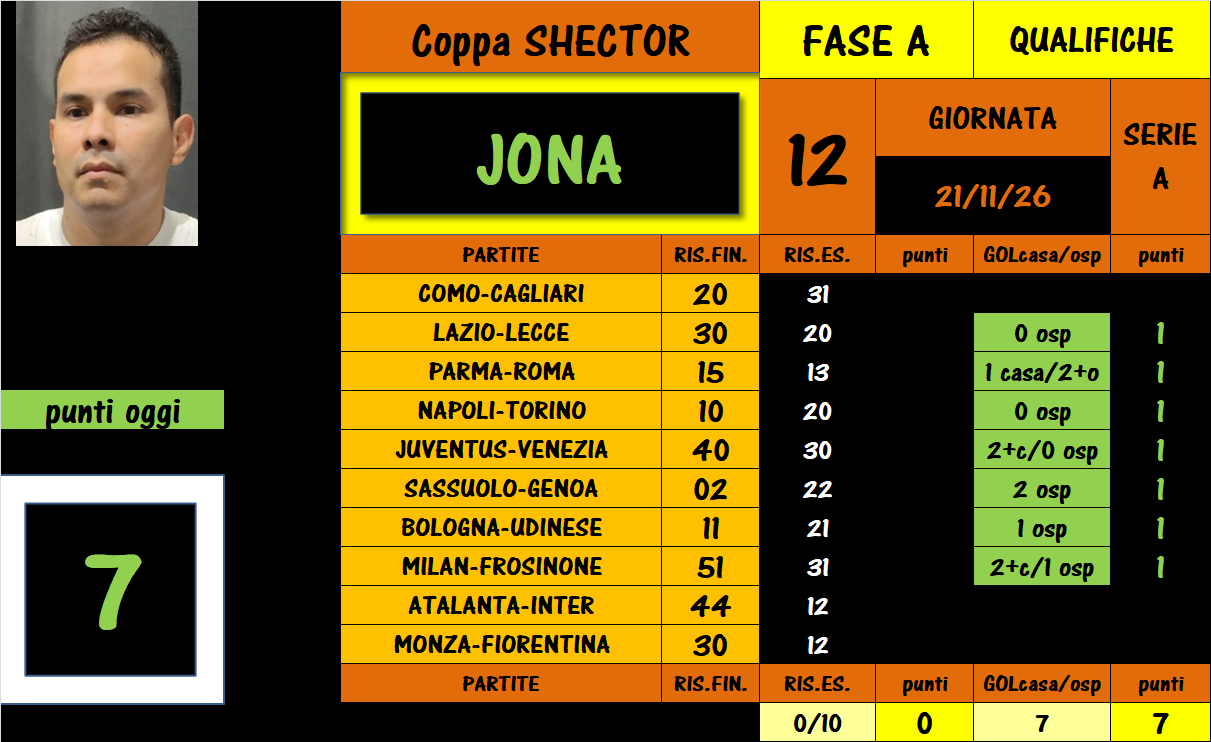 Coppa SHECTOR FASE A QUALIFICHE
JONA 12 GIORNATA SERIE A
21/11/26
PARTITE RIS.FIN. RIS.ES. punti GOLcasa/osp punti
COMO-CAGLIARI 20 31
LAZIO-LECCE 30 20 0 osp 1
PARMA-ROMA 15 13 1 casa/2+o 1
punti oggi
NAPOLI-TORINO 10 20 0 osp 1
JUVENTUS-VENEZIA 40 30 2+c/0 osp 1
SASSUOLO-GENOA 02 22 2 osp 1
BOLOGNA-UDINESE 11 21 1 osp 1
7
MILAN-FROSINONE 51 31 2+c/1 osp 1
ATALANTA-INTER 44 12
MONZA-FIORENTINA 30 12
PARTITE RIS.FIN. RIS.ES. punti GOLcasa/osp punti
0/10 0 7 7